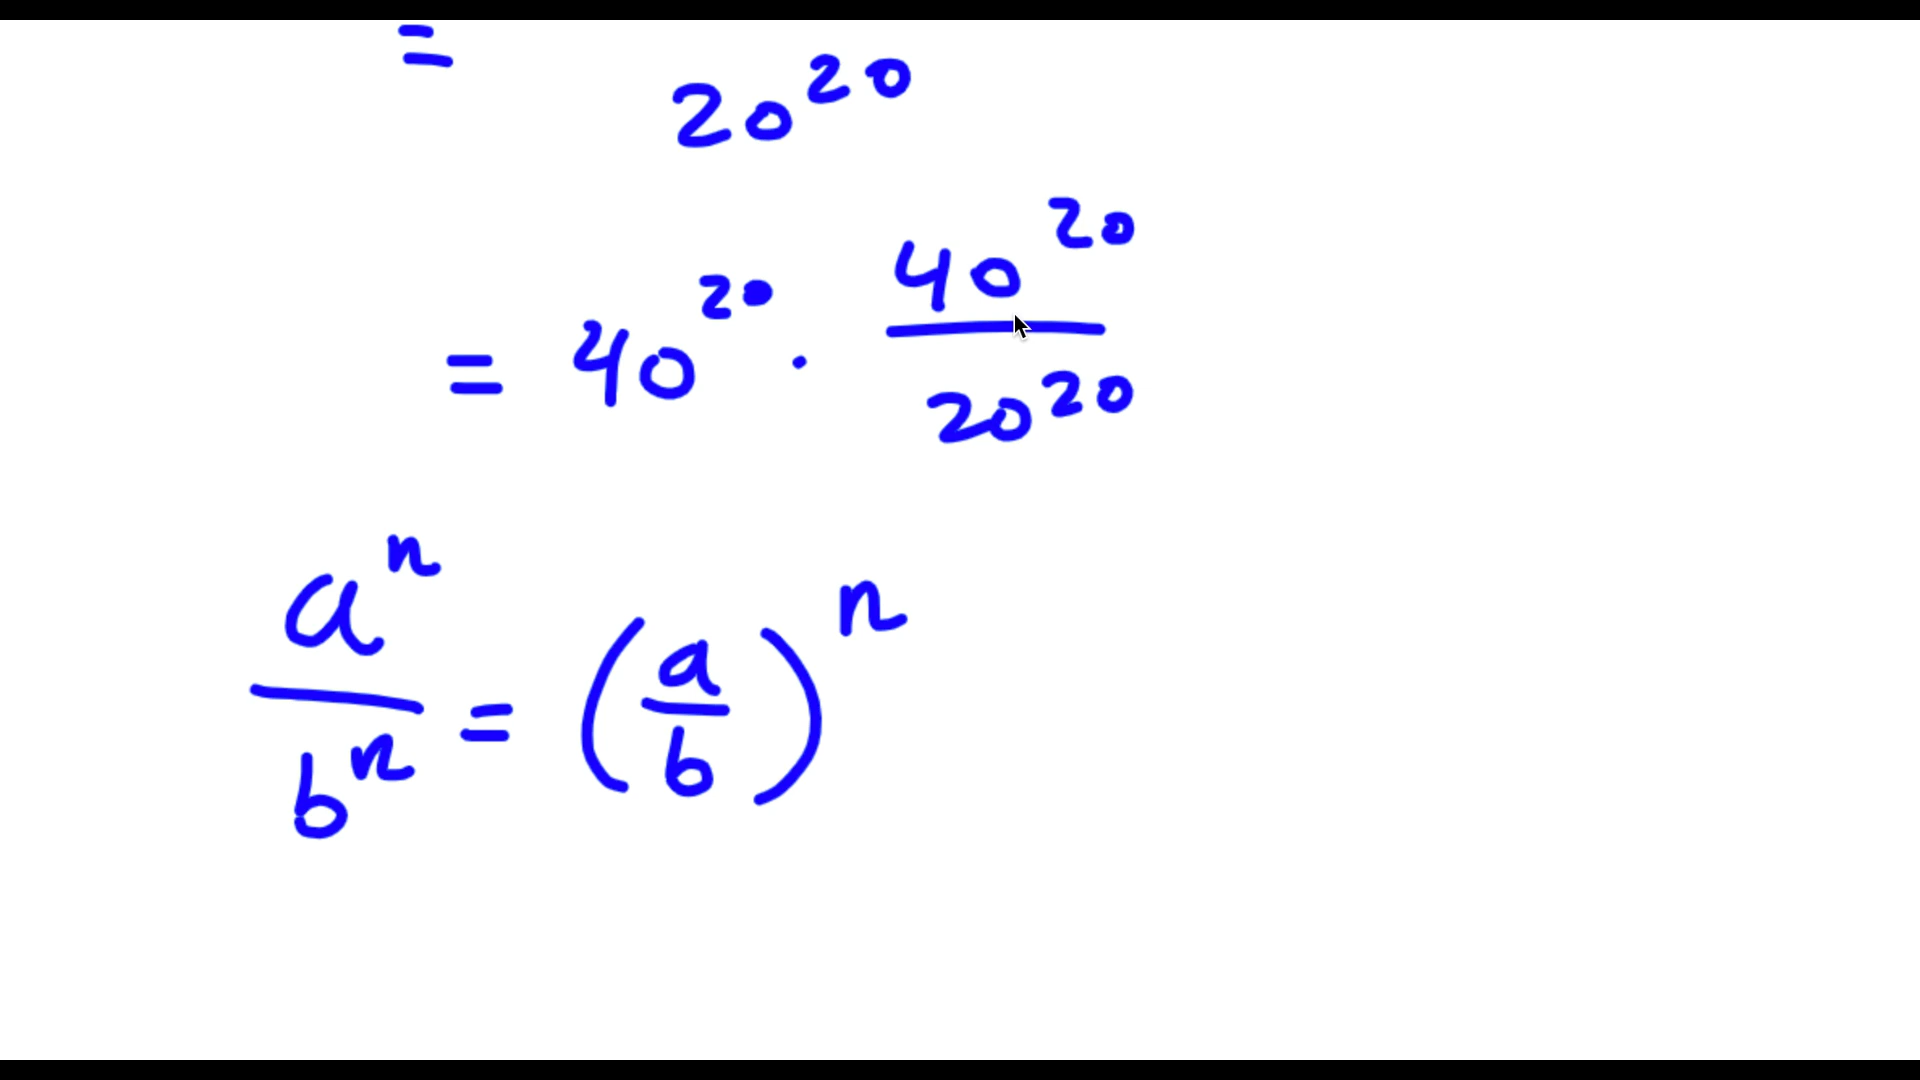 = 20^20
= 40^20 · 40^20 / 20^20
a^n / b^n = (a/b)^n